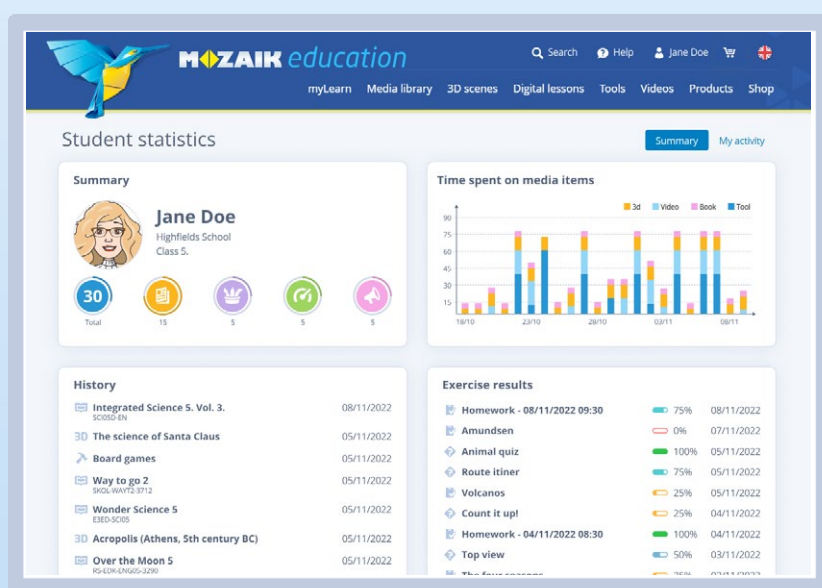 MOZAIK education
Search Help Jane Doe
myLearn Media library 3D scenes Digital lessons Tools Videos Products Shop
Student statistics
Summary My activity
Summary
Jane Doe
Highfields School
Class 5.
30
Total 15 5 5 5
Time spent on media items
3d Video Book Tool
90
75
60
45
30
15
18/10 23/10 28/10 03/11 08/11
History
Integrated Science 5. Vol. 3. 08/11/2022
SCI05D-EN
3D The science of Santa Claus 05/11/2022
Board games 05/11/2022
Way to go 2 05/11/2022
SKOL-WAYT2-3712
Wonder Science 5 05/11/2022
E3ED-SCI05
3D Acropolis (Athens, 5th century BC) 05/11/2022
Over the Moon 5 05/11/2022
RS-EDK-ENG05-3290
Exercise results
Homework - 08/11/2022 09:30 75% 08/11/2022
Amundsen 0% 07/11/2022
Animal quiz 100% 05/11/2022
Route itiner 75% 05/11/2022
Volcanos 25% 05/11/2022
Count it up! 25% 04/11/2022
Homework - 04/11/2022 08:30 100% 04/11/2022
Top view 50% 03/11/2022
The four seasons